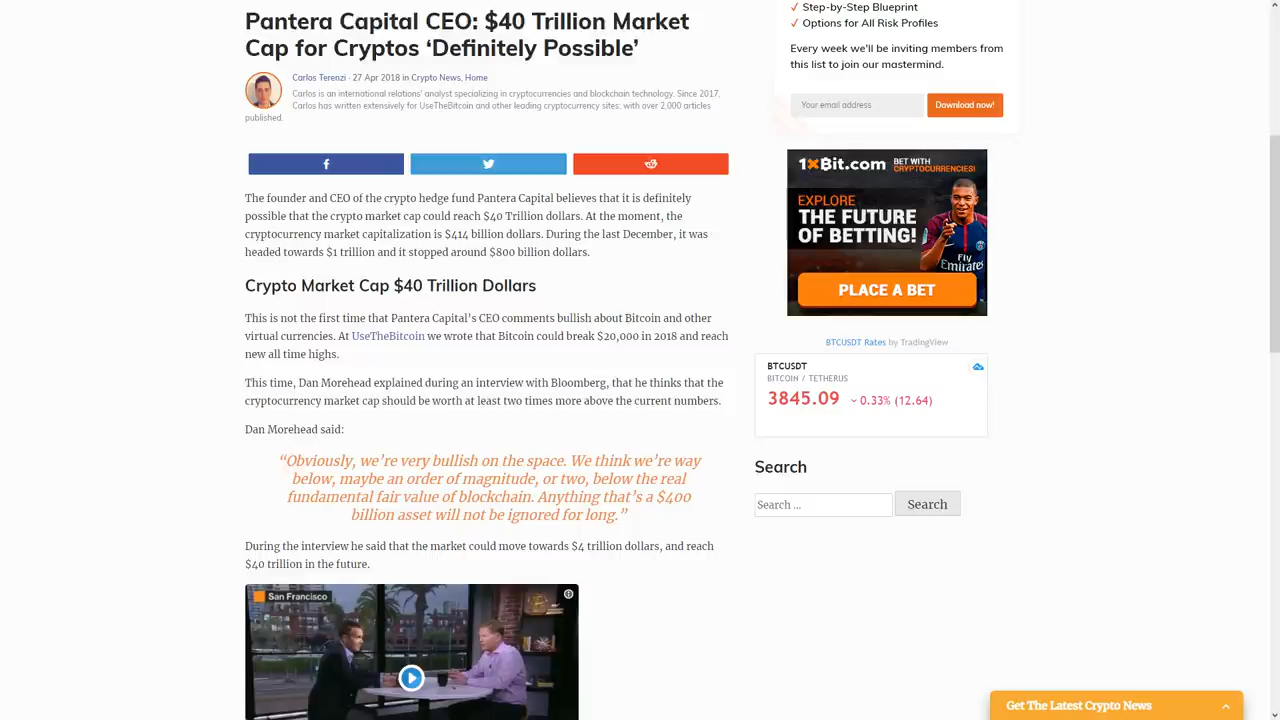 Pantera Capital CEO: $40 Trillion Market
Cap for Cryptos ‘Definitely Possible’
Carlos Terenzi · 27 Apr 2018 in Crypto News, Home
Carlos is an international relations' analyst specializing in cryptocurrencies and blockchain technology. Since 2017,
Carlos has written extensively for UseTheBitcoin and other leading cryptocurrency sites; with over 2,000 articles
published.
The founder and CEO of the crypto hedge fund Pantera Capital believes that it is definitely
possible that the crypto market cap could reach $40 Trillion dollars. At the moment, the
cryptocurrency market capitalization is $414 billion dollars. During the last December, it was
headed towards $1 trillion and it stopped around $800 billion dollars.
Crypto Market Cap $40 Trillion Dollars
This is not the first time that Pantera Capital’s CEO comments bullish about Bitcoin and other
virtual currencies. At UseTheBitcoin we wrote that Bitcoin could break $20,000 in 2018 and reach
new all time highs.
This time, Dan Morehead explained during an interview with Bloomberg, that he thinks that the
cryptocurrency market cap should be worth at least two times more above the current numbers.
Dan Morehead said:
“Obviously, we’re very bullish on the space. We think we’re way
below, maybe an order of magnitude, or two, below the real
fundamental fair value of blockchain. Anything that’s a $400
billion asset will not be ignored for long.”
During the interview he said that the market could move towards $4 trillion dollars, and reach
$40 trillion in the future.
San Francisco
✓ Step-by-Step Blueprint
✓ Options for All Risk Profiles
Every week we'll be inviting members from
this list to join our mastermind.
Your email address
Download now!
1xBit.com BET WITH
CRYPTOCURRENCIES!
EXPLORE
THE FUTURE
OF BETTING!
Fly
Emirates
PLACE A BET
BTCUSDT Rates by TradingView
BTCUSDT
BITCOIN / TETHERUS
3845.09 0.33% (12.64)
Search
Search ...
Search
Get The Latest Crypto News